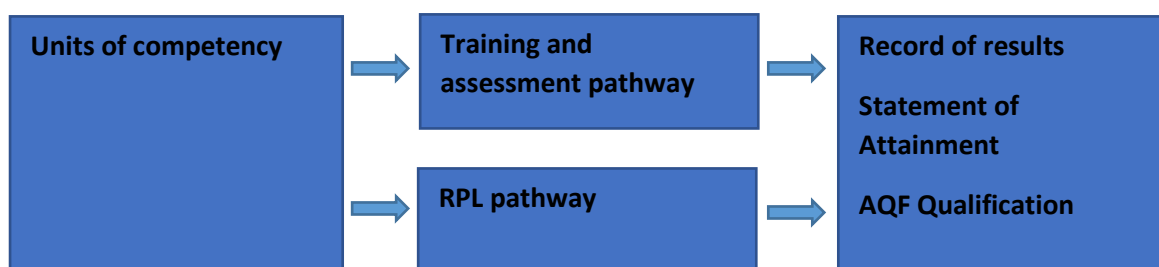 Units of competency
Training and
assessment pathway
RPL pathway
Record of results
Statement of
Attainment
AQF Qualification